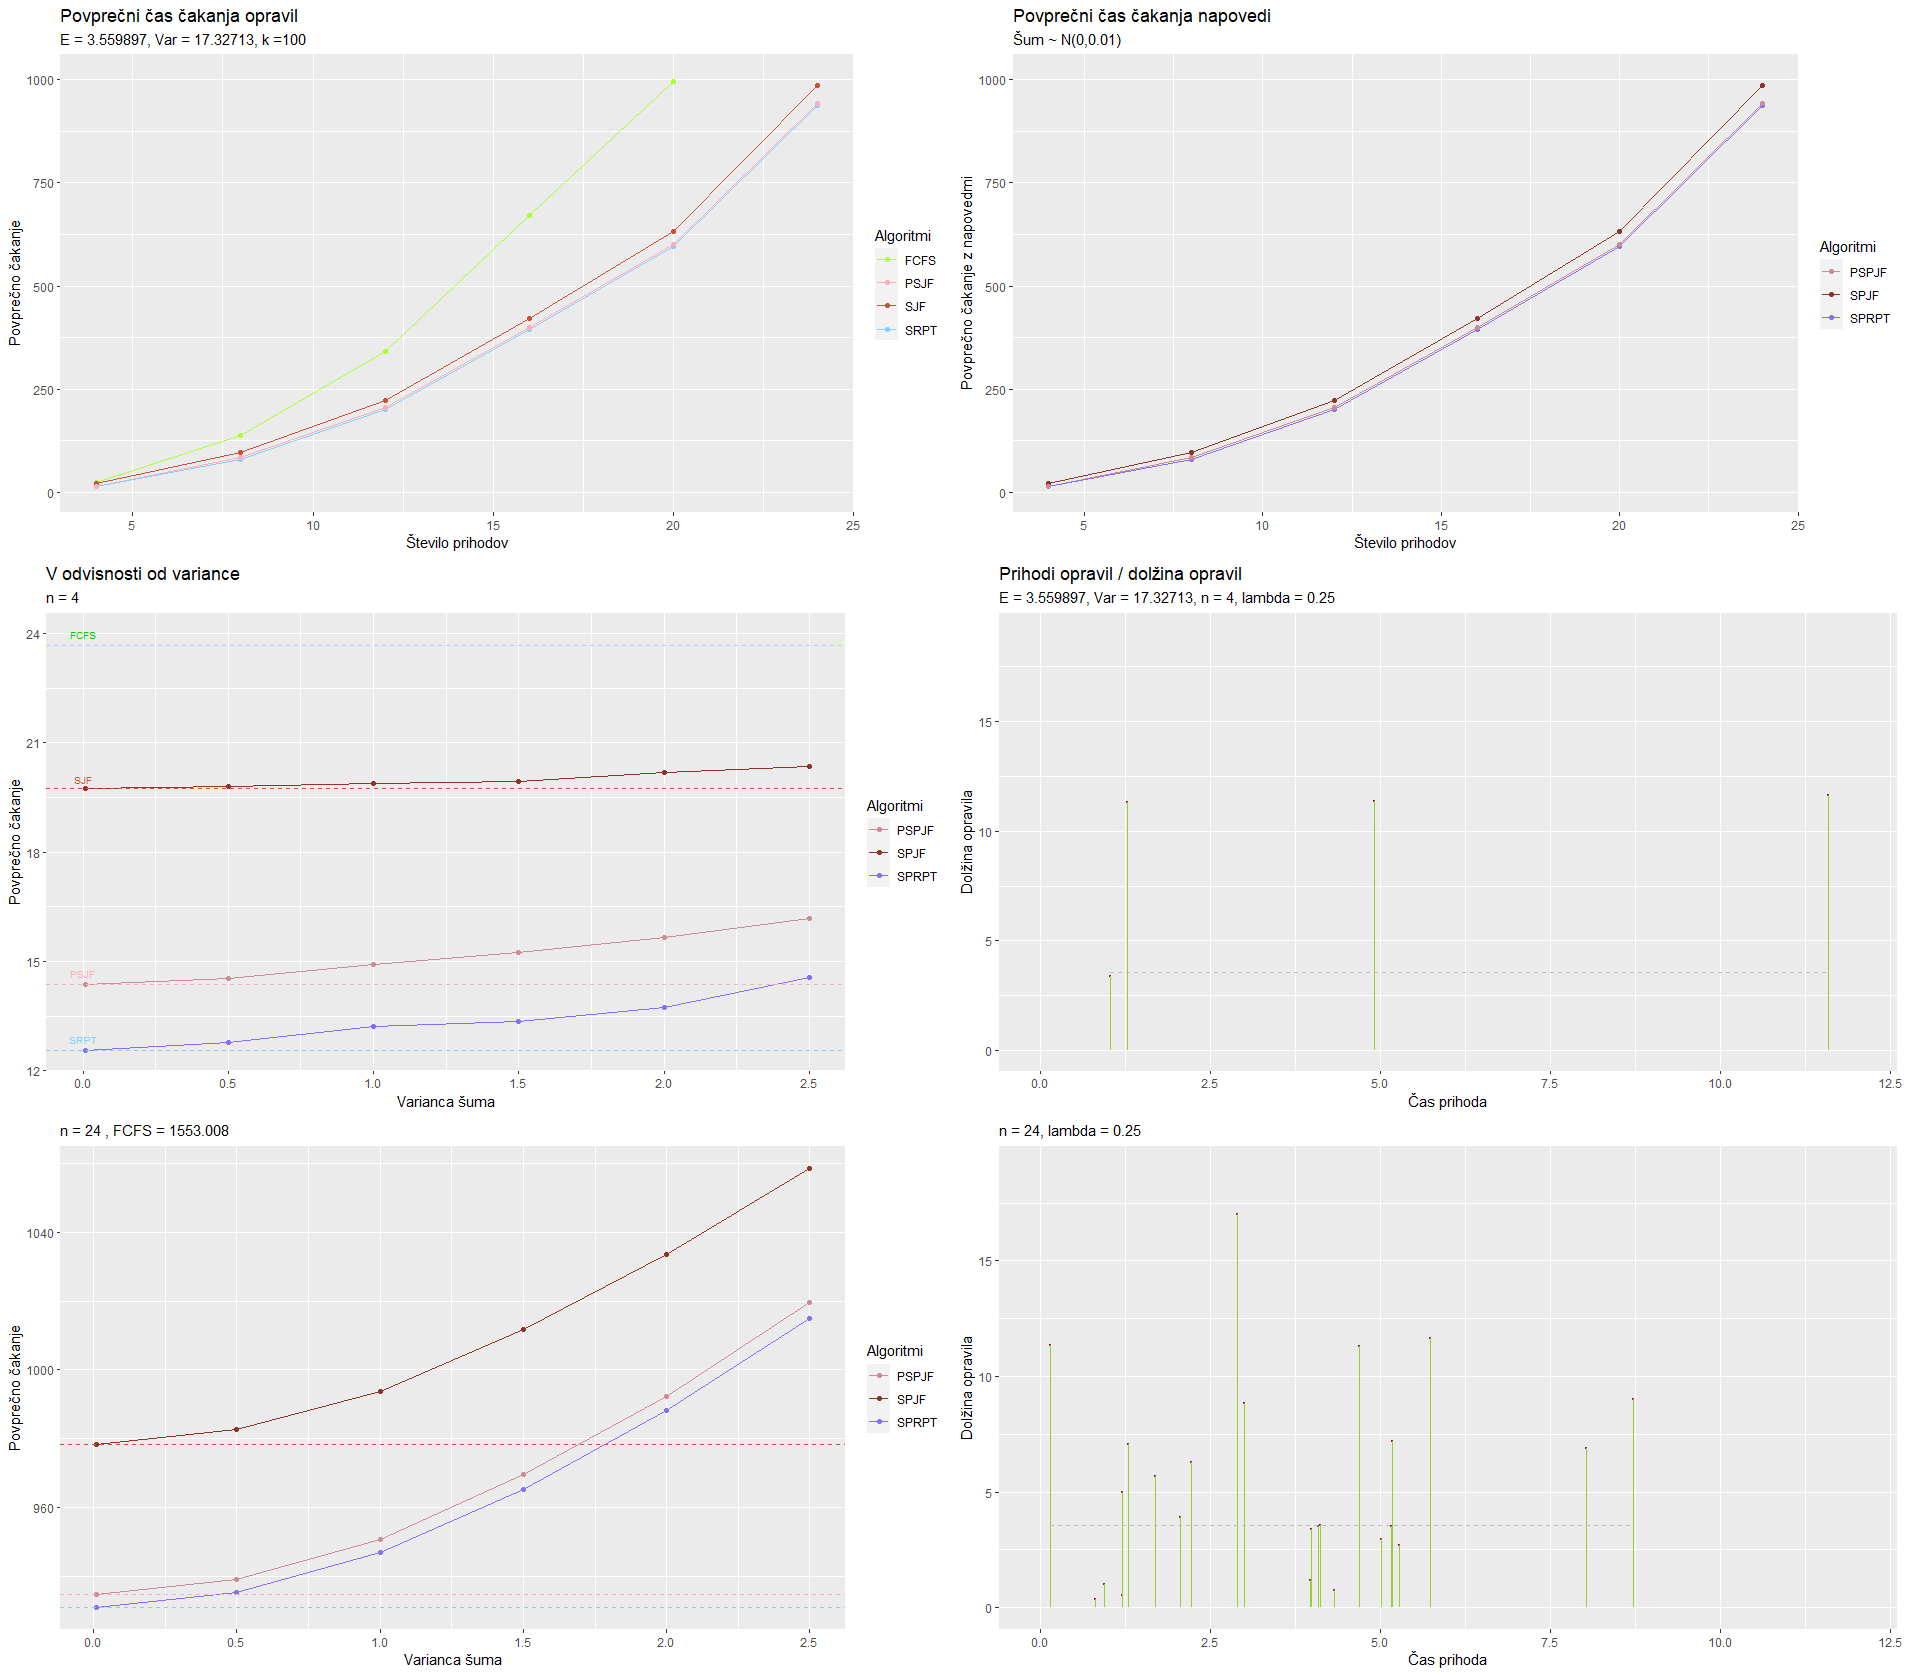 Povprečni čas čakanja opravil
E = 3.559897, Var = 17.32713, k =100
Povprečno čakanje
1000
750
500
250
0
5
10
15
20
25
Število prihodov
Algoritmi
FCFS
PSJF
SJF
SRPT
Povprečni čas čakanja napovedi
Šum ~ N(0,0.01)
Povprečno čakanje z napovedmi
1000
750
500
250
0
5
10
15
20
25
Število prihodov
Algoritmi
PSPJF
SPJF
SPRPT
V odvisnosti od variance
n = 4
Povprečno čakanje
24
21
18
15
12
FCFS
SJF
PSJF
SRPT
0.0
0.5
1.0
1.5
2.0
2.5
Varianca šuma
Algoritmi
PSPJF
SPJF
SPRPT
Prihodi opravil / dolžina opravil
E = 3.559897, Var = 17.32713, n = 4, lambda = 0.25
Dolžina opravila
15
10
5
0
0.0
2.5
5.0
7.5
10.0
12.5
Čas prihoda
n = 24 , FCFS = 1553.008
Povprečno čakanje
1040
1000
960
0.0
0.5
1.0
1.5
2.0
2.5
Varianca šuma
Algoritmi
PSPJF
SPJF
SPRPT
n = 24, lambda = 0.25
Dolžina opravila
15
10
5
0
0.0
2.5
5.0
7.5
10.0
12.5
Čas prihoda